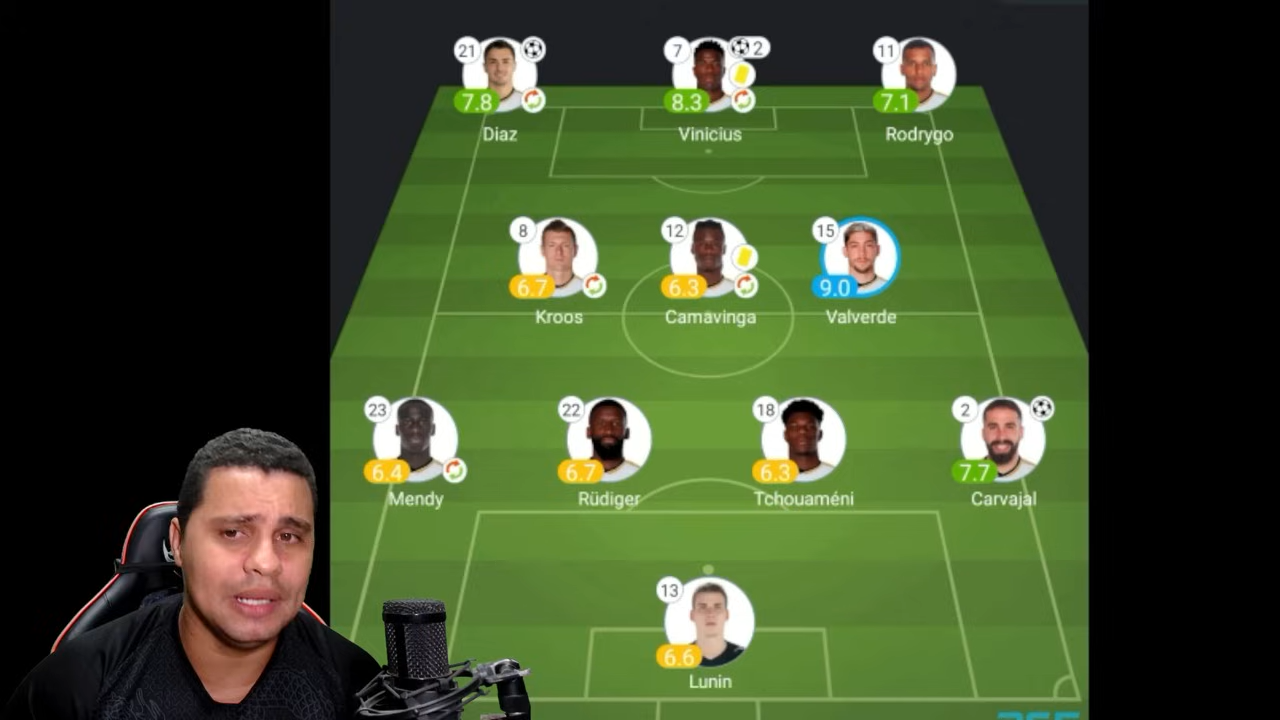 21 7 2 11
7.8 8.3 7.1
Diaz Vinicius Rodrygo
8 12 15
6.7 6.3 9.0
Kroos Camavinga Valverde
23 22 18 2
6.4 6.7 6.3 7.7
Mendy Rüdiger Tchouaméni Carvajal
13
6.6
Lunin